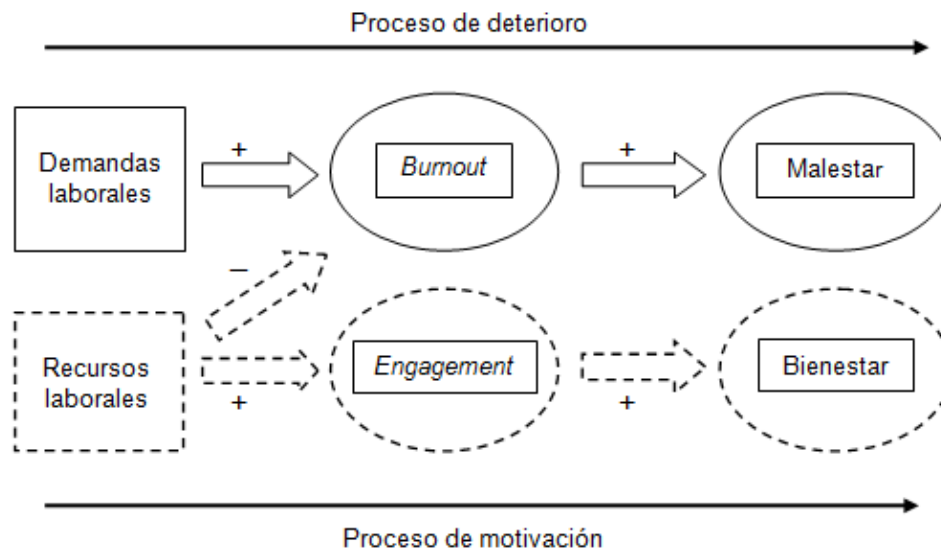 Proceso de deterioro
Demandas
laborales
+
Burnout
+
Malestar
–
Recursos
laborales
+
Engagement
+
Bienestar
Proceso de motivación